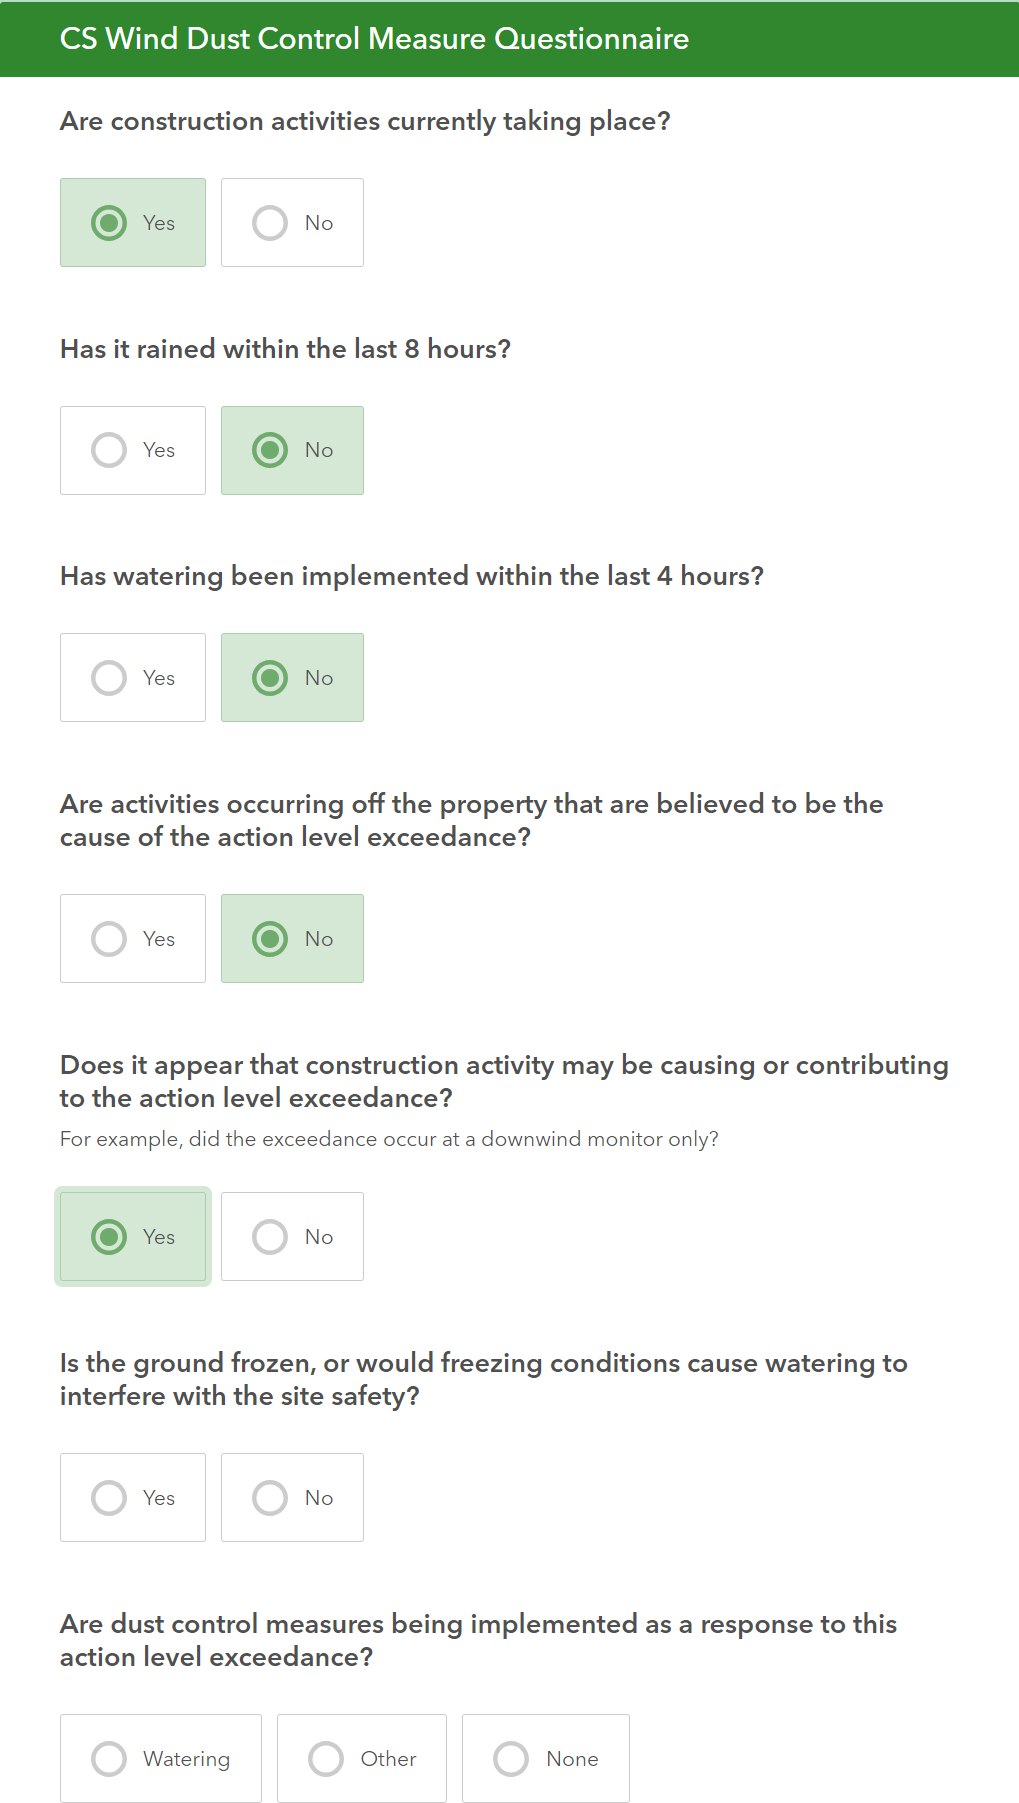 CS Wind Dust Control Measure Questionnaire
Are construction activities currently taking place?
Yes No
Has it rained within the last 8 hours?
Yes No
Has watering been implemented within the last 4 hours?
Yes No
Are activities occurring off the property that are believed to be the
cause of the action level exceedance?
Yes No
Does it appear that construction activity may be causing or contributing
to the action level exceedance?
For example, did the exceedance occur at a downwind monitor only?
Yes No
Is the ground frozen, or would freezing conditions cause watering to
interfere with the site safety?
Yes No
Are dust control measures being implemented as a response to this
action level exceedance?
Watering Other None